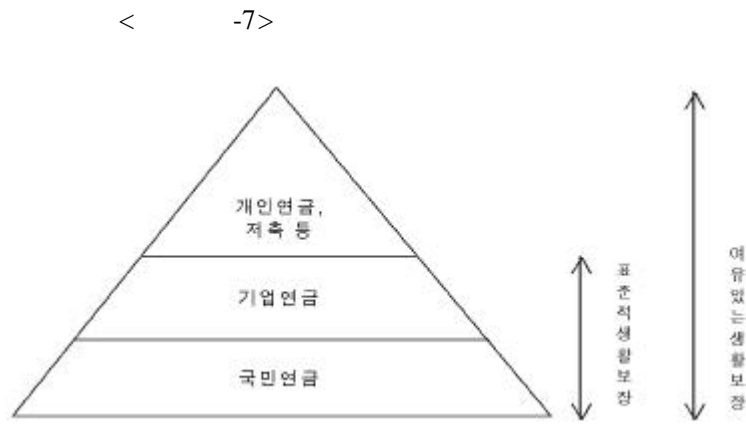 < -7>
개인연금,
저축 등
기업연금
국민연금
표준적생활보장
여유있는생활보장